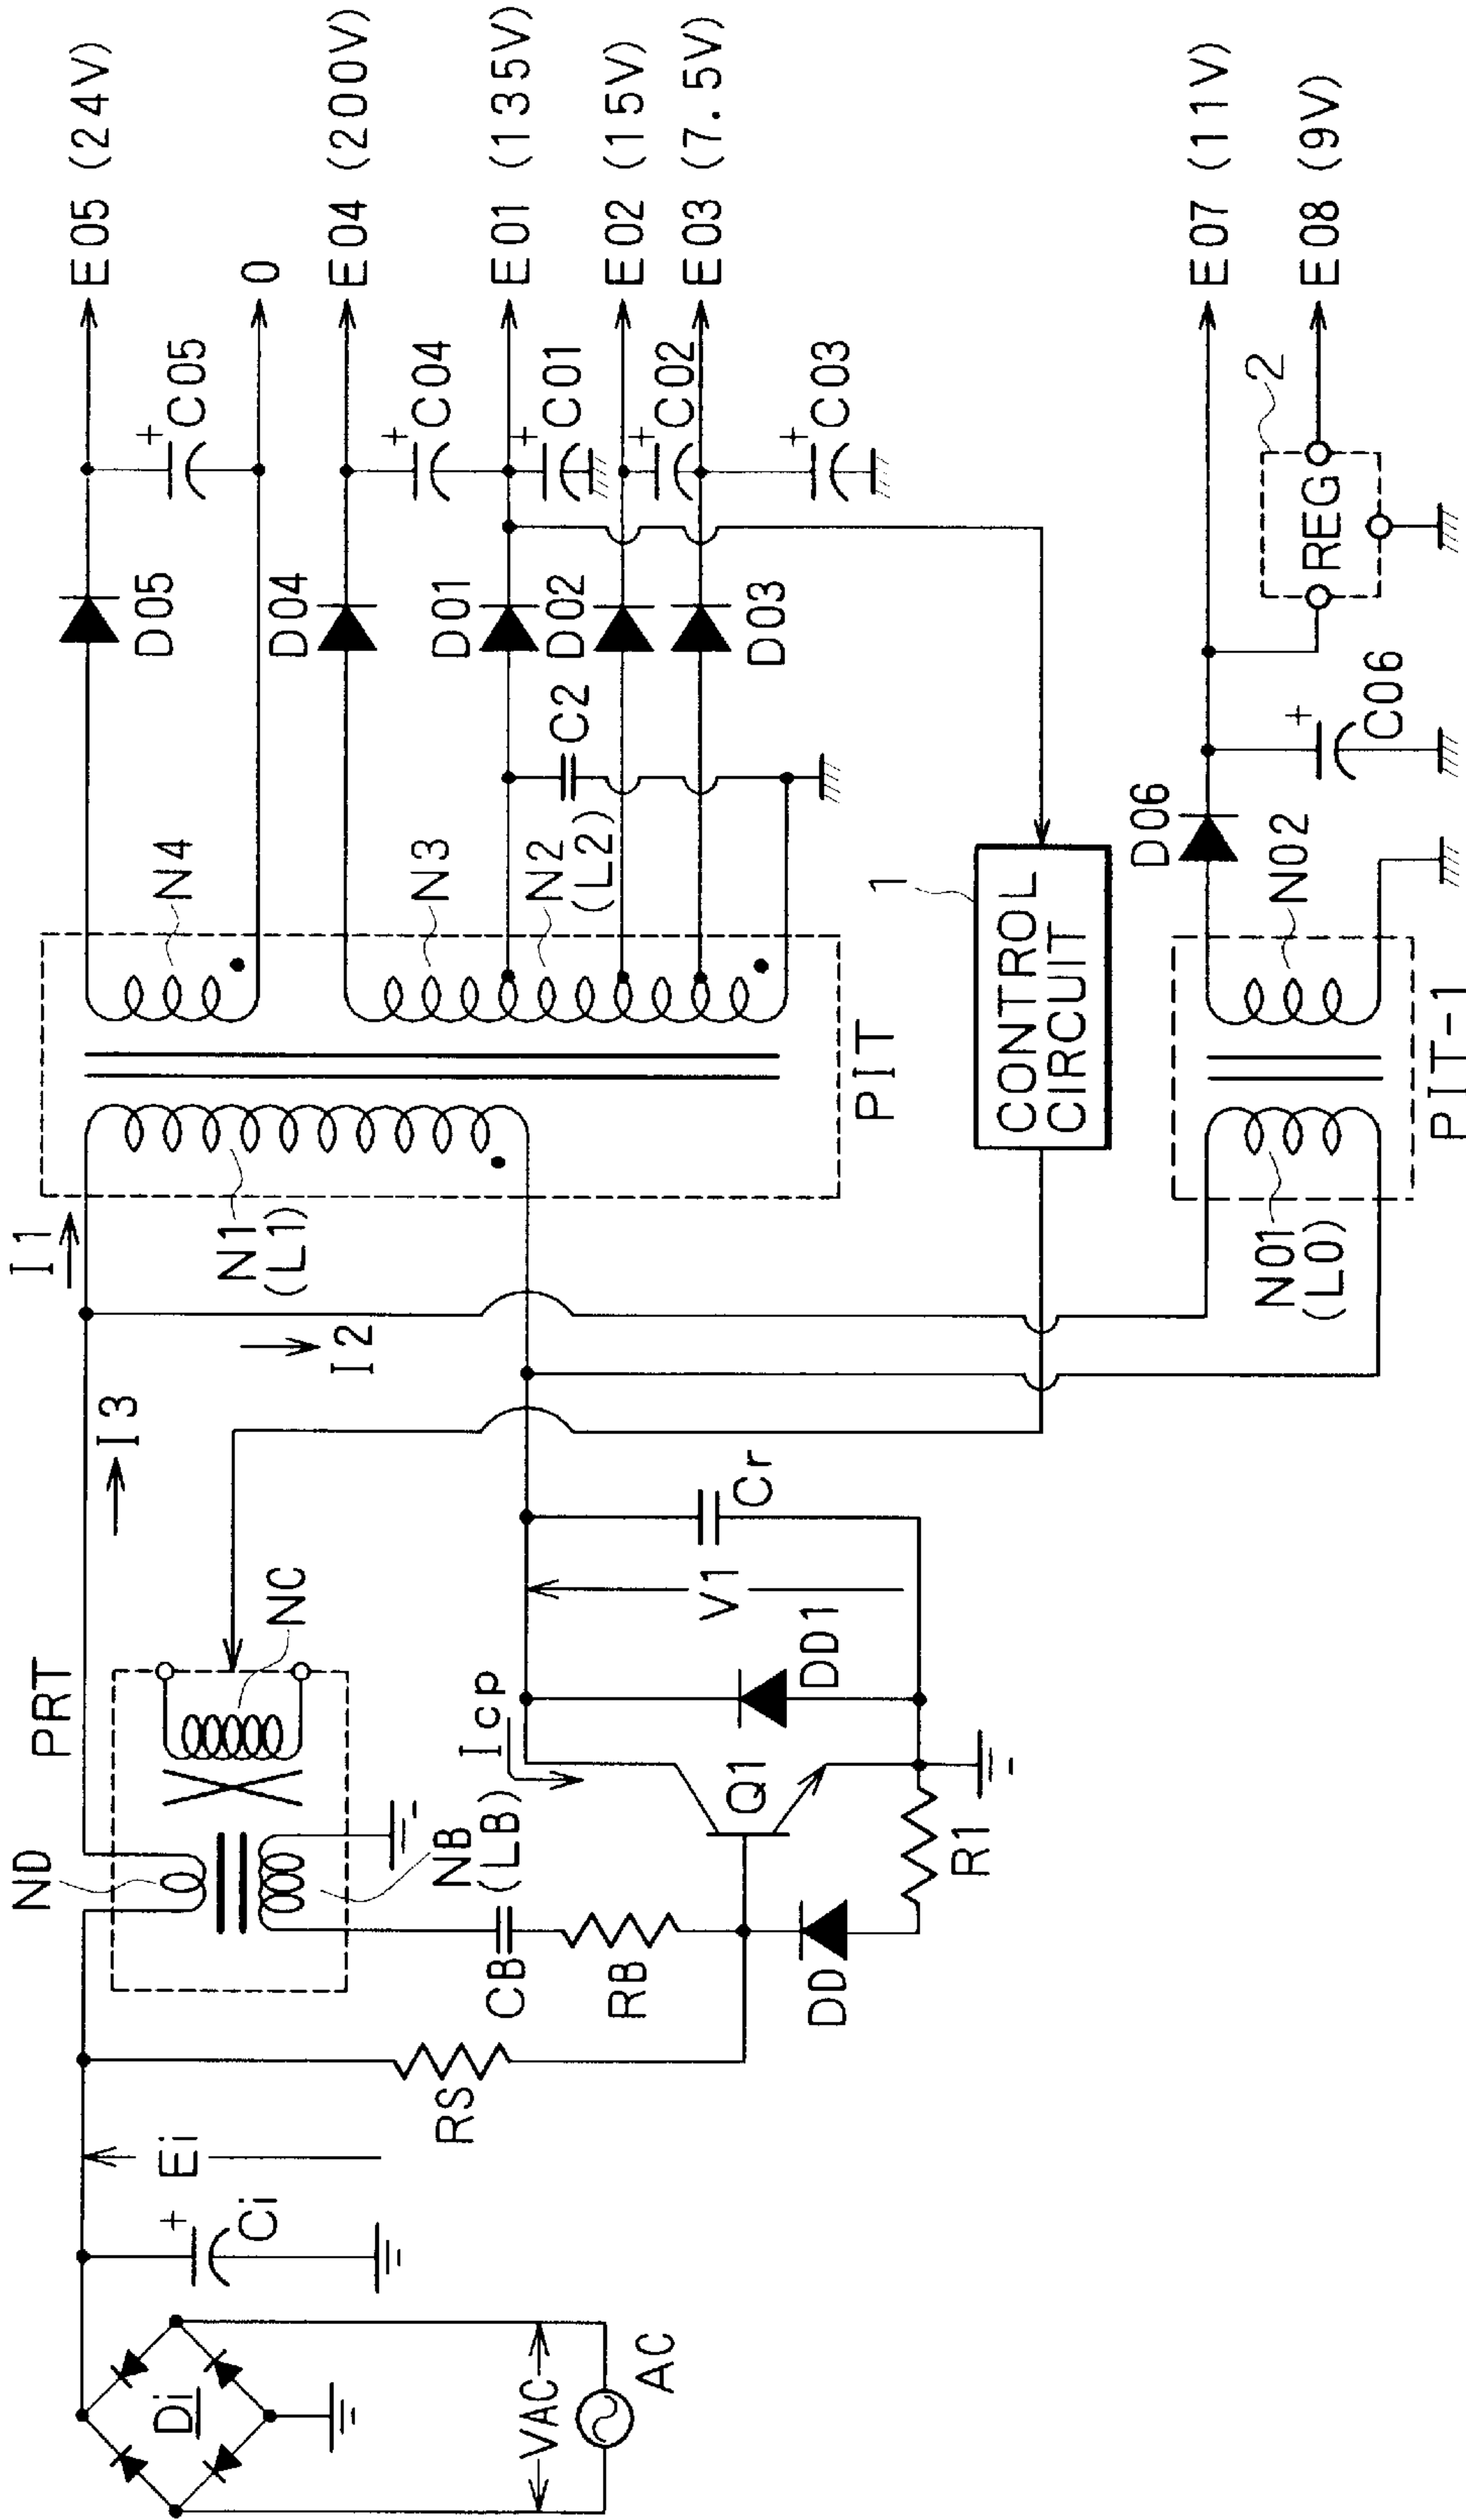 E05 (24V)
0
E04 (200V)
E01 (135V)
E02 (15V)
E03 (7.5V)
E07 (11V)
E08 (9V)
C05
C04
C01
C02
C03
+
+
+
+
+
2
REG
D05
D04
D01
D02
D03
C2
C06
+
D06
N4
N3
N2
(L2)
N02
1
CONTROL
CIRCUIT
PIT
PIT-1
I1
N1
(L1)
N01
(L0)
I2
I3
Cr
V1
DD1
NC
PRT
Icp
Q1
ND
NB
(LB)
R1
CB
RB
DD
RS
Ei
+
Ci
Di
VAC
AC